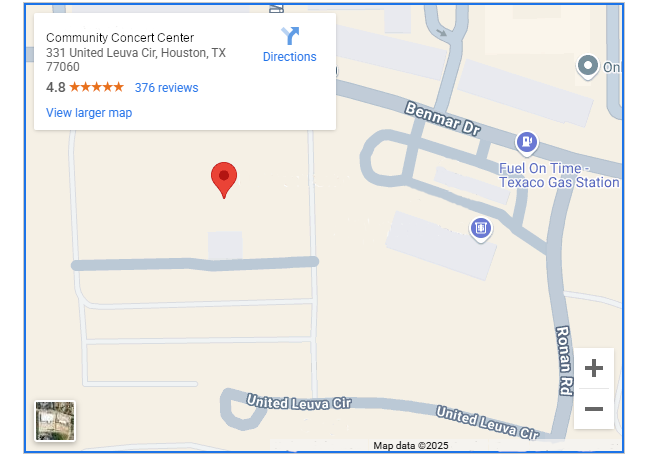 Community Concert Center
331 United Leuva Cir, Houston, TX
77060
4.8
376 reviews
View larger map
Directions
Benmar Dr
Fuel On Time -
Texaco Gas Station
Ronan Rd
United Leuva Cir
United Leuva Cir
Map data ©2025